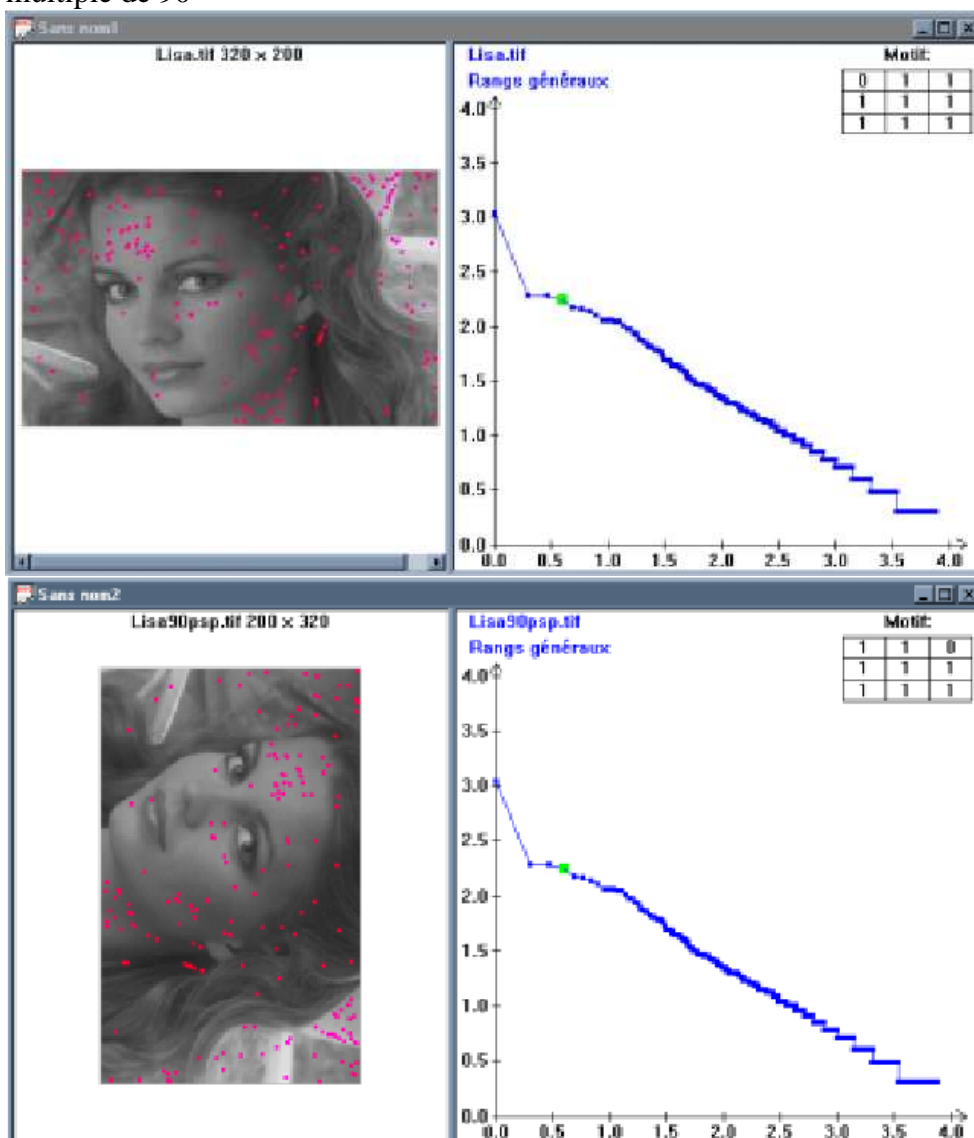 multiple de 90
Sans nom1
Lisa.tif 320 x 200
Lisa.tif
Rangs généraux
Motif:
0 1 1
1 1 1
1 1 1
4.0
3.5
3.0
2.5
2.0
1.5
1.0
0.5
0.0
0.0 0.5 1.0 1.5 2.0 2.5 3.0 3.5 4.0
Sans nom2
Lisa90psp.tif 200 x 320
Lisa90psp.tif
Rangs généraux
Motif:
1 1 0
1 1 1
1 1 1
4.0
3.5
3.0
2.5
2.0
1.5
1.0
0.5
0.0
0.0 0.5 1.0 1.5 2.0 2.5 3.0 3.5 4.0